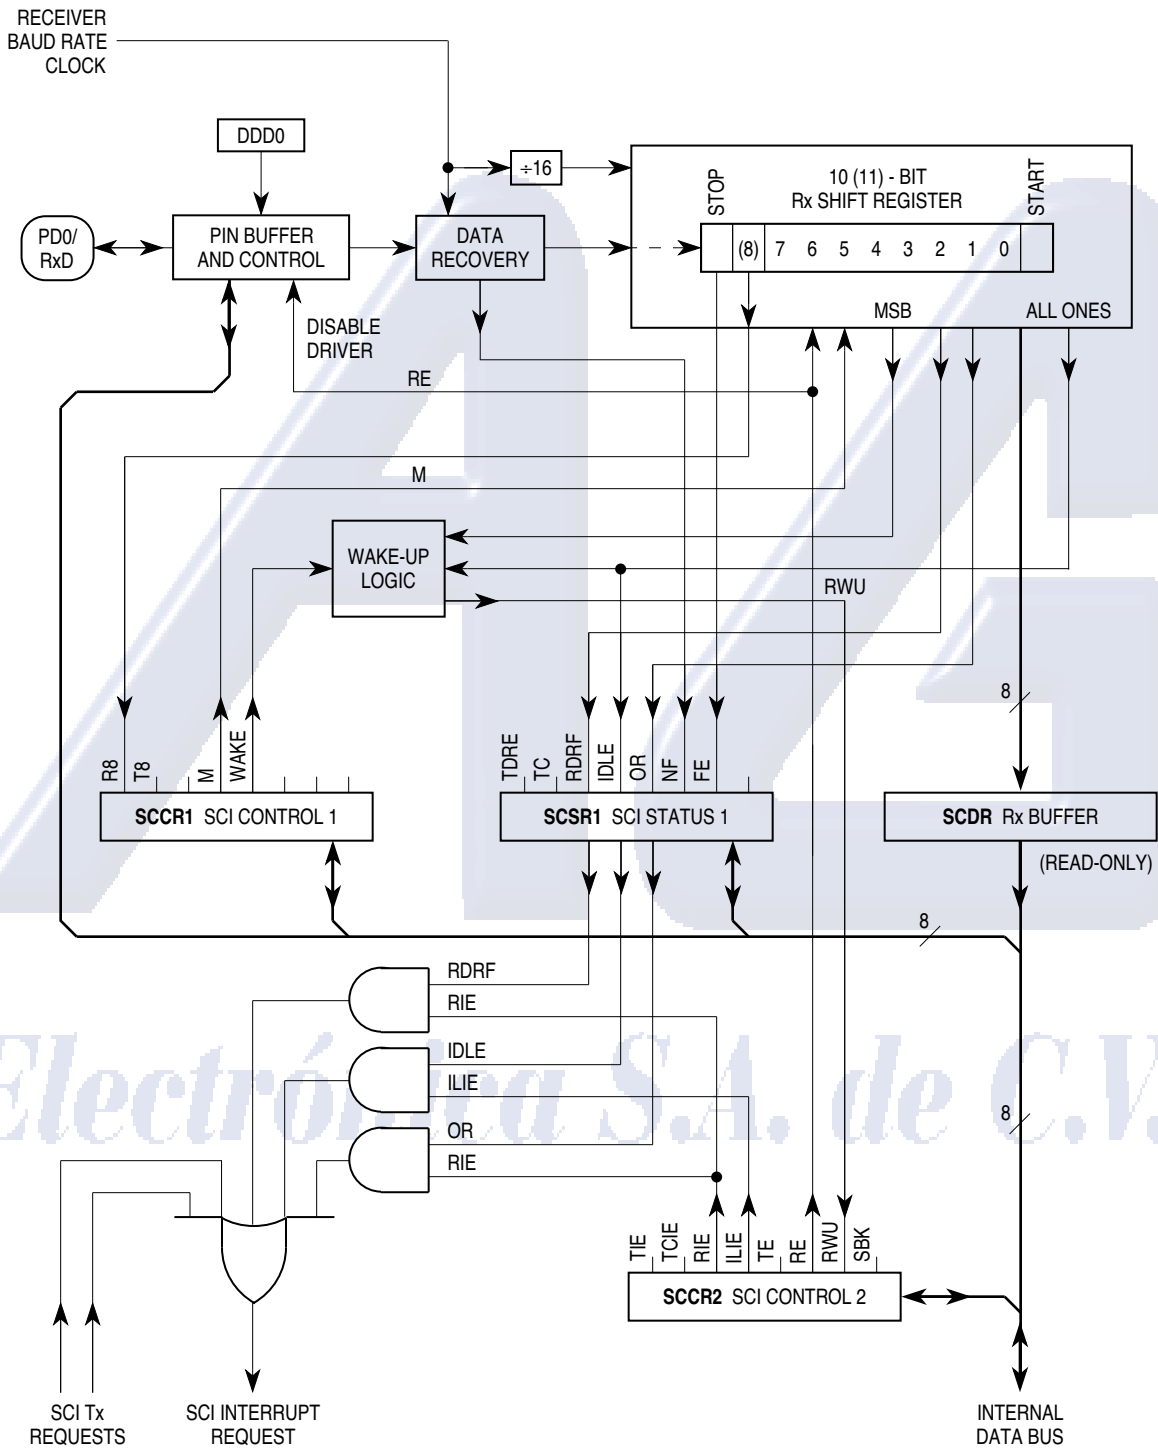 RECEIVER
BAUD RATE
CLOCK
DDD0
÷16
10 (11) - BIT
Rx SHIFT REGISTER
STOP
START
PD0/
RxD
PIN BUFFER
AND CONTROL
DATA
RECOVERY
(8) 7 6 5 4 3 2 1 0
MSB
ALL ONES
DISABLE
DRIVER
RE
M
WAKE-UP
LOGIC
RWU
8
R8
T8
M
WAKE
TDRE
TC
RDRF
IDLE
OR
NF
FE
SCCR1 SCI CONTROL 1
SCSR1 SCI STATUS 1
SCDR Rx BUFFER
(READ-ONLY)
8
RDRF
RIE
IDLE
ILIE
OR
RIE
8
Electrónica S.A. de C.V.
TIE
TCIE
RIE
ILIE
TE
RE
RWU
SBK
SCCR2 SCI CONTROL 2
SCI Tx
REQUESTS
SCI INTERRUPT
REQUEST
INTERNAL
DATA BUS